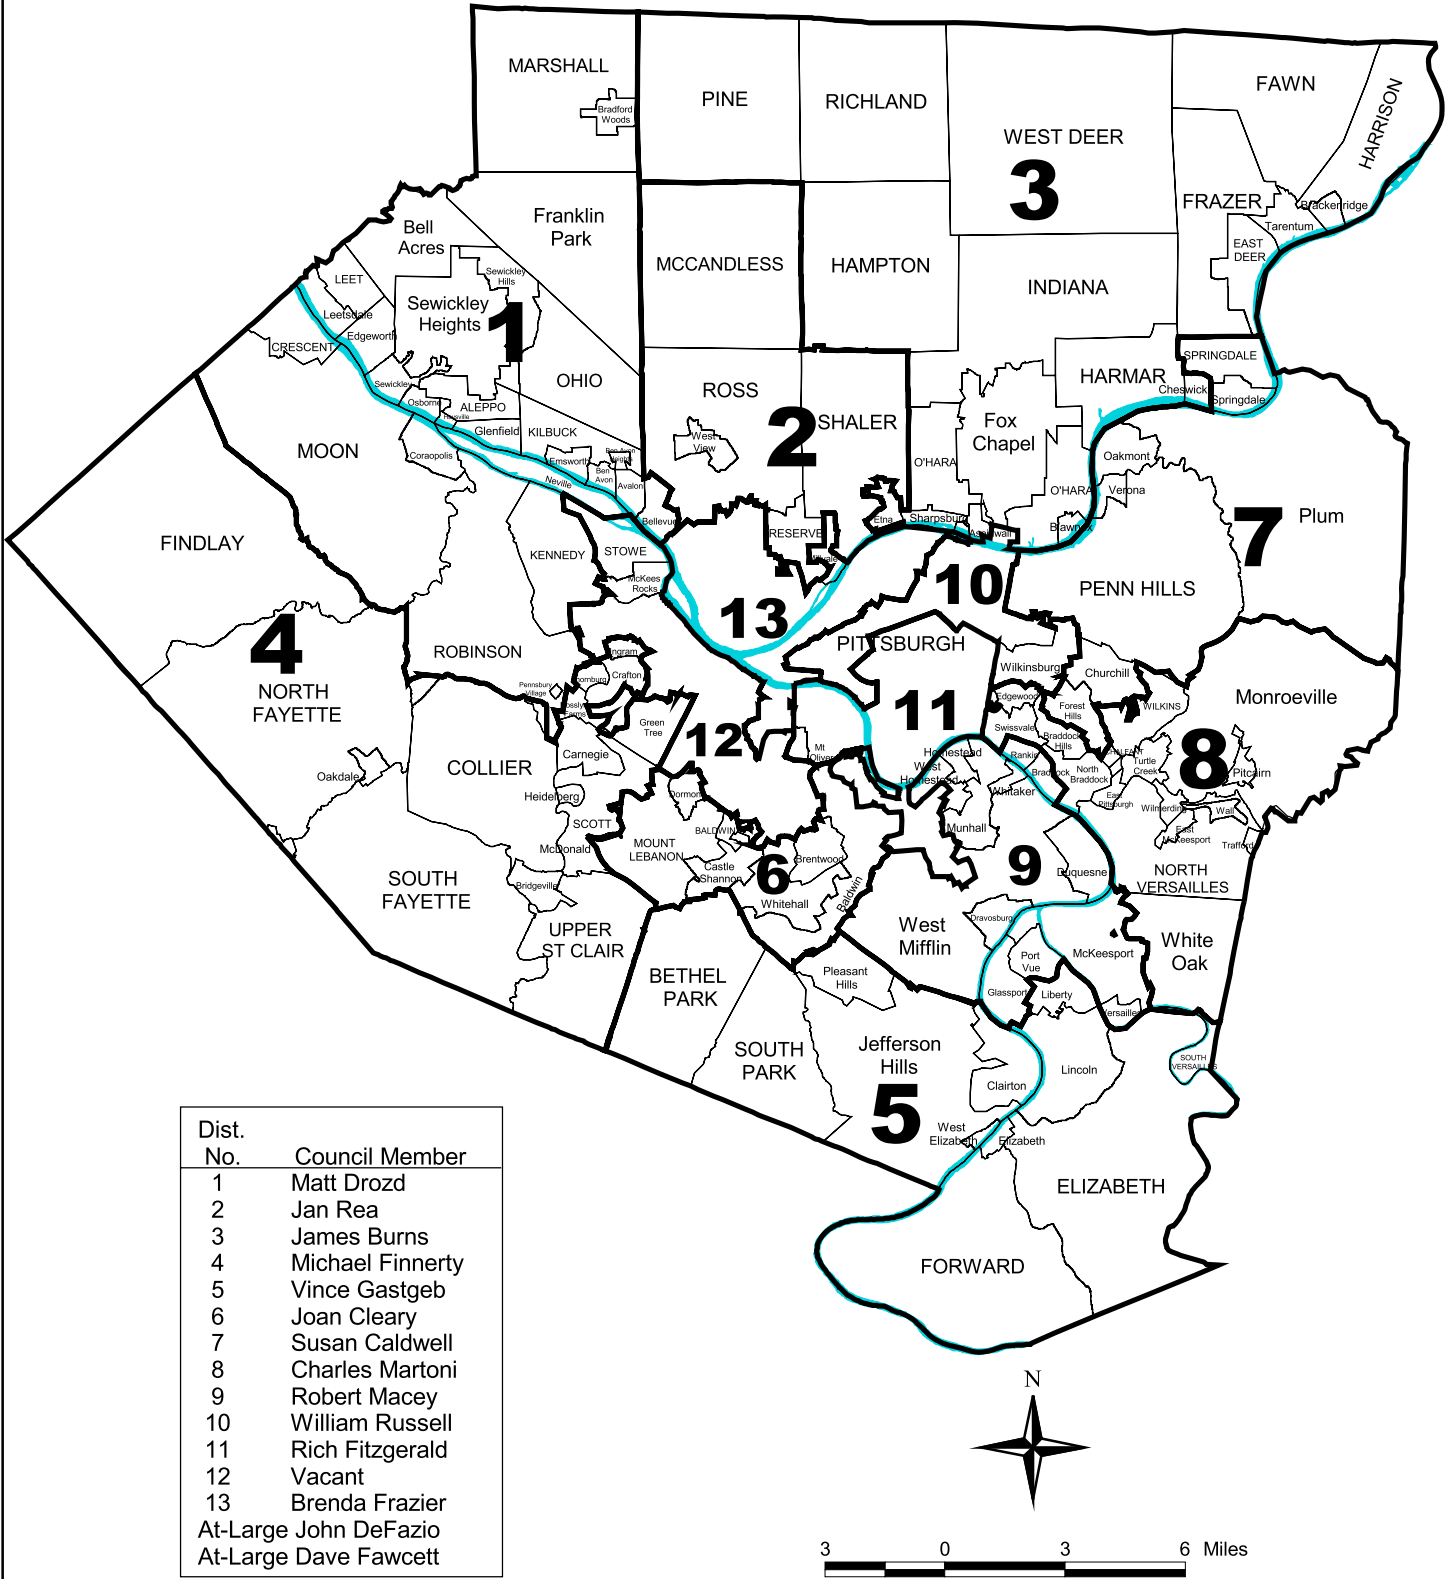 MARSHALL
Bradford
Woods
PINE
RICHLAND
WEST DEER
3
FAWN
HARRISON
FRAZER
Brackenridge
Tarentum
EAST
DEER
Bell
Acres
Franklin
Park
MCCANDLESS
HAMPTON
INDIANA
LEET
Leetsdale
Edgeworth
CRESCENT
Sewickley
Hills
Sewickley
Heights
1
Sewickley
Osborne
ALEPPO
Glenfield
OHIO
KILBUCK
Emsworth
Ben Avon
Heights
Ben
Avon
Avalon
Neville
Bellevue
ROSS
West
View
2
SHALER
HARMAR
SPRINGDALE
Cheswick
Springdale
Fox
Chapel
O'HARA
O'HARA
Oakmont
Verona
Blawnox
Plum
7
PENN HILLS
MOON
Coraopolis
FINDLAY
KENNEDY
STOWE
McKees
Rocks
RESERVE
Millvale
Etna
Sharpsburg
Aspinwall
10
13
PITTSBURGH
11
4
NORTH
FAYETTE
ROBINSON
Pennsbury
Village
Ingram
Crafton
Thornburg
Rosslyn
Farms
Green
Tree
12
Carnegie
Heidelberg
SCOTT
McDonald
COLLIER
Oakdale
SOUTH
FAYETTE
Bridgeville
UPPER
ST CLAIR
MOUNT
LEBANON
Dormont
BALDWIN
Castle
Shannon
6
Brentwood
Whitehall
Baldwin
Mt
Oliver
Wilkinsburg
Churchill
Edgewood
Swissvale
Forest
Hills
Braddock
Hills
WILKINS
CHALFANT
Turtle
Creek
Monroeville
8
Pitcairn
Homestead
West
Homestead
Rankin
Braddock
North
Braddock
East
Pittsburgh
Whitaker
Munhall
Wilmerding
Wall
East
McKeesport
Trafford
9
Duquesne
NORTH
VERSAILLES
West
Mifflin
Dravosburg
Port
Vue
McKeesport
White
Oak
Glassport
Liberty
Versailles
SOUTH
VERSAILLES
BETHEL
PARK
SOUTH
PARK
Pleasant
Hills
Jefferson
Hills
5
Clairton
Lincoln
West
Elizabeth
Elizabeth
ELIZABETH
FORWARD
Dist.
No. Council Member
1 Matt Drozd
2 Jan Rea
3 James Burns
4 Michael Finnerty
5 Vince Gastgeb
6 Joan Cleary
7 Susan Caldwell
8 Charles Martoni
9 Robert Macey
10 William Russell
11 Rich Fitzgerald
12 Vacant
13 Brenda Frazier
At-Large John DeFazio
At-Large Dave Fawcett
N
3 0 3 6 Miles